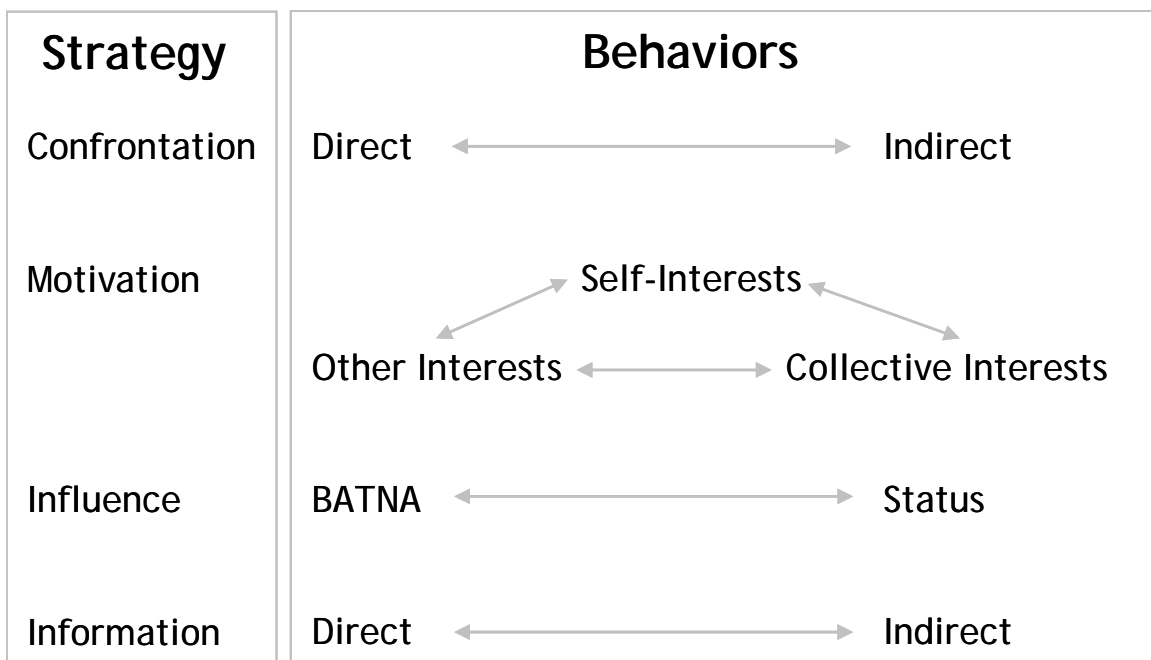 Strategy
Behaviors
Confrontation
Direct
Indirect
Motivation
Self-Interests
Other Interests
Collective Interests
Influence
BATNA
Status
Information
Direct
Indirect